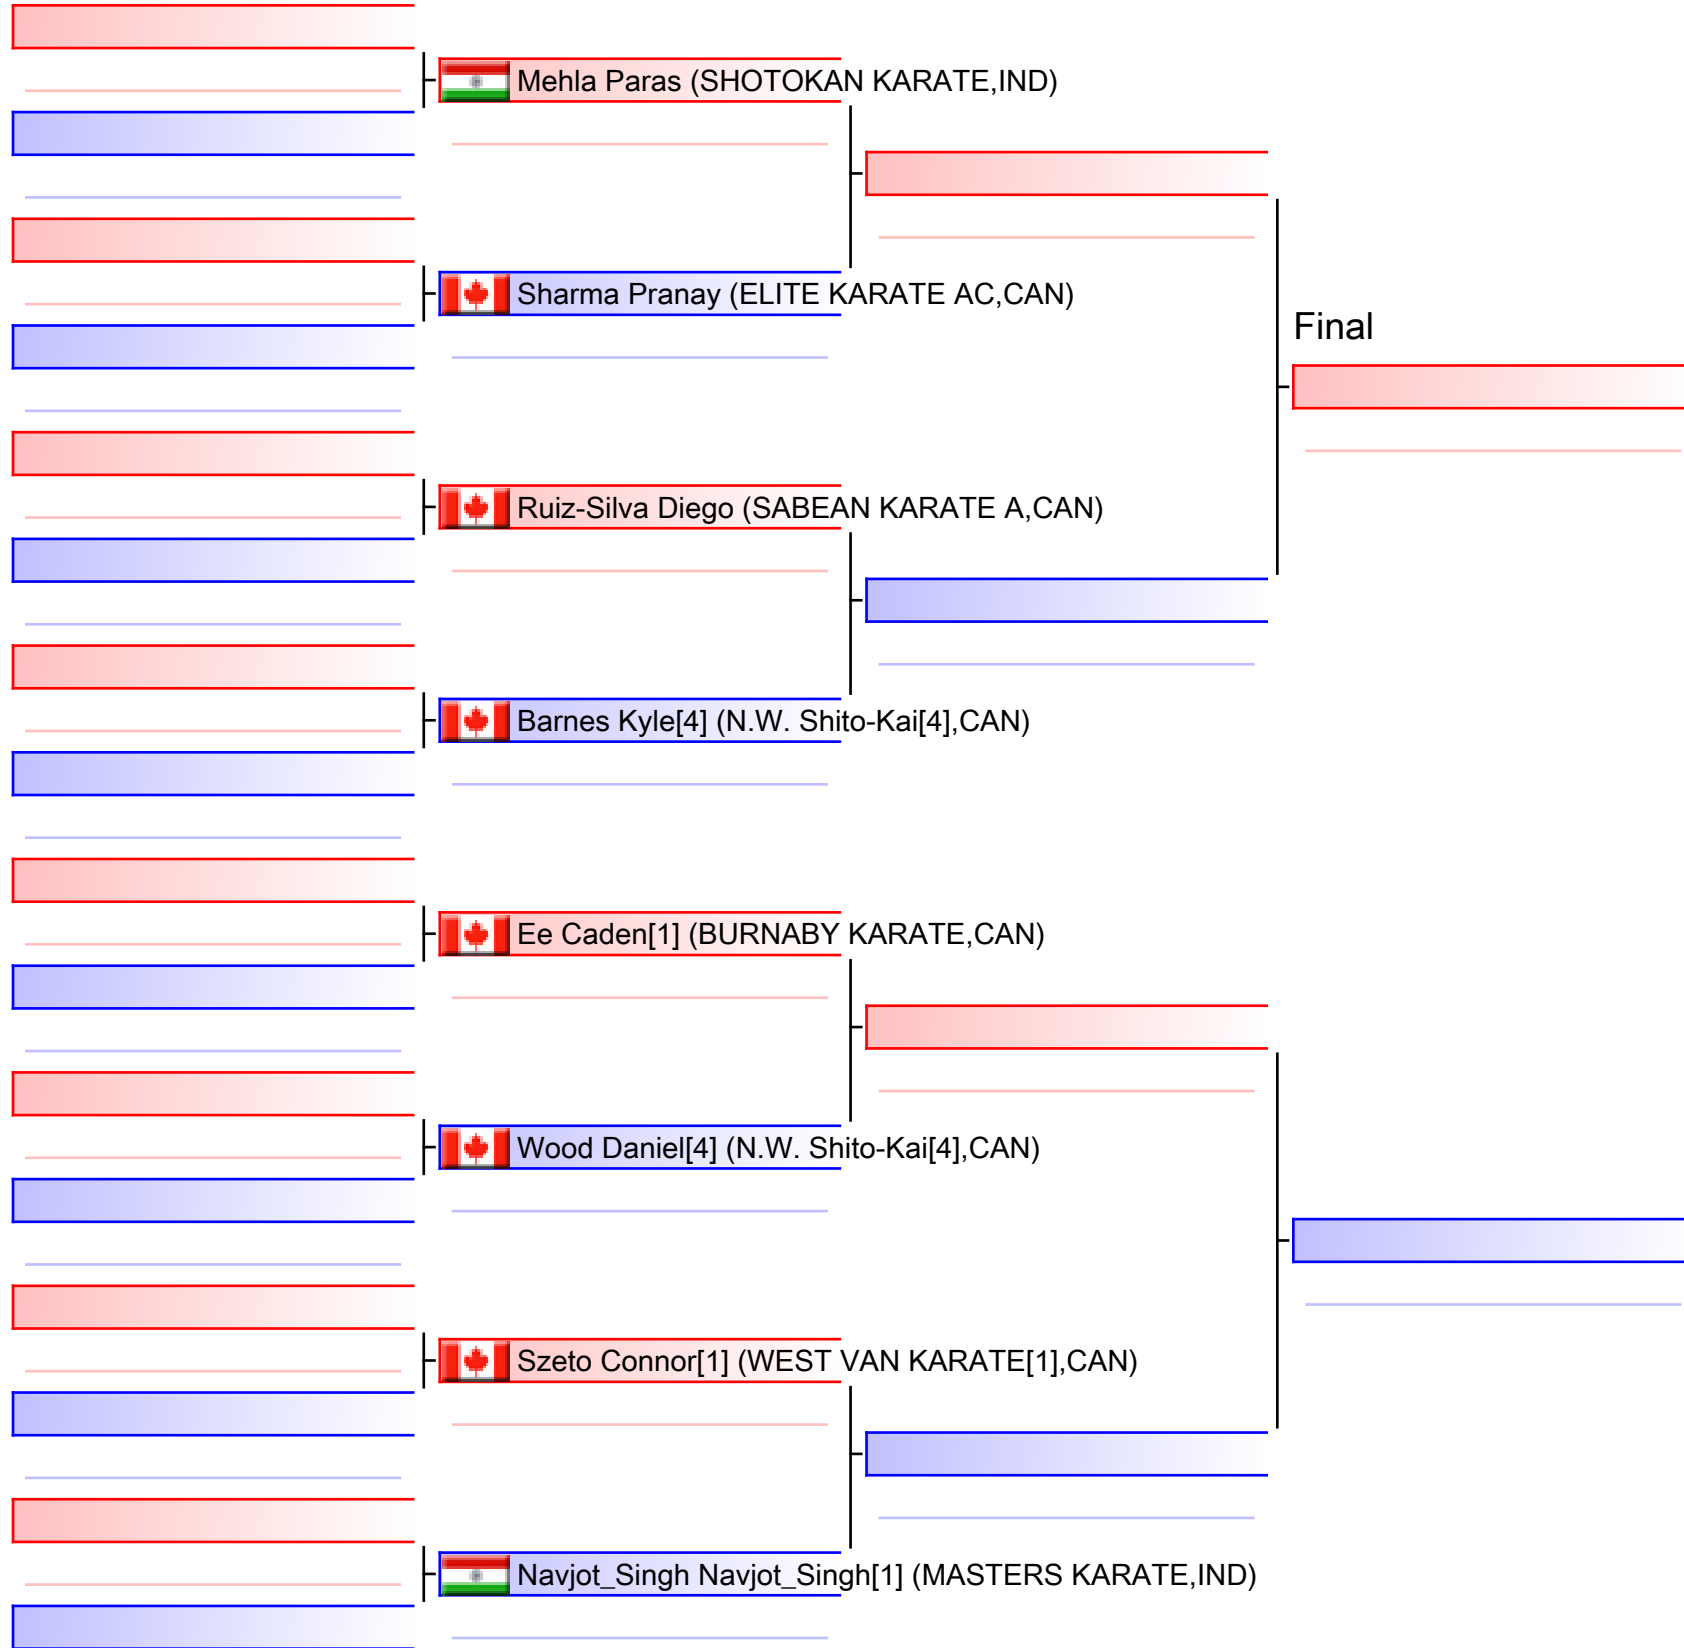 Mehla Paras (SHOTOKAN KARATE,IND)
Sharma Pranay (ELITE KARATE AC,CAN)
Final
Ruiz-Silva Diego (SABEAN KARATE A,CAN)
Barnes Kyle[4] (N.W. Shito-Kai[4],CAN)
Ee Caden[1] (BURNABY KARATE,CAN)
Wood Daniel[4] (N.W. Shito-Kai[4],CAN)
Szeto Connor[1] (WEST VAN KARATE[1],CAN)
Navjot_Singh Navjot_Singh[1] (MASTERS KARATE,IND)